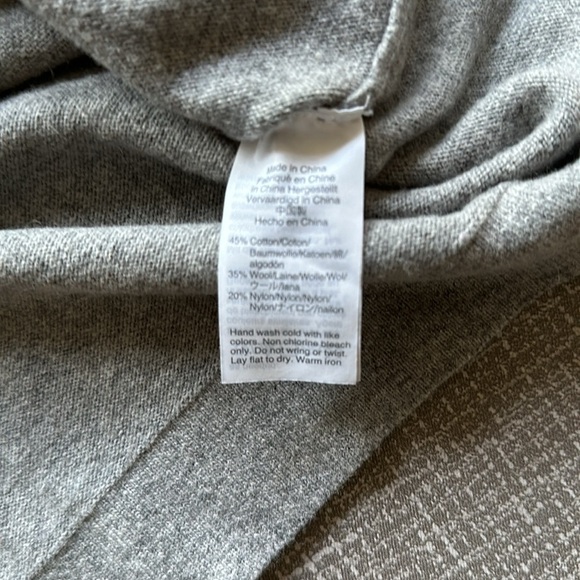 Made in China
Fabriqué en Chine
In China Hergestellt
Vervaardigd in China
中国製
Hecho en China
45% Cotton/Coton/
Baumwolle/Katoen/綿/
algodón
35% Wool/Laine/Wolle/Wol/
ウール/lana
20% Nylon/Nylon/Nylon/
Nylon/ナイロン/nailon
Hand wash cold with like
colors. Non chlorine bleach
only. Do not wring or twist.
Lay flat to dry. Warm iron